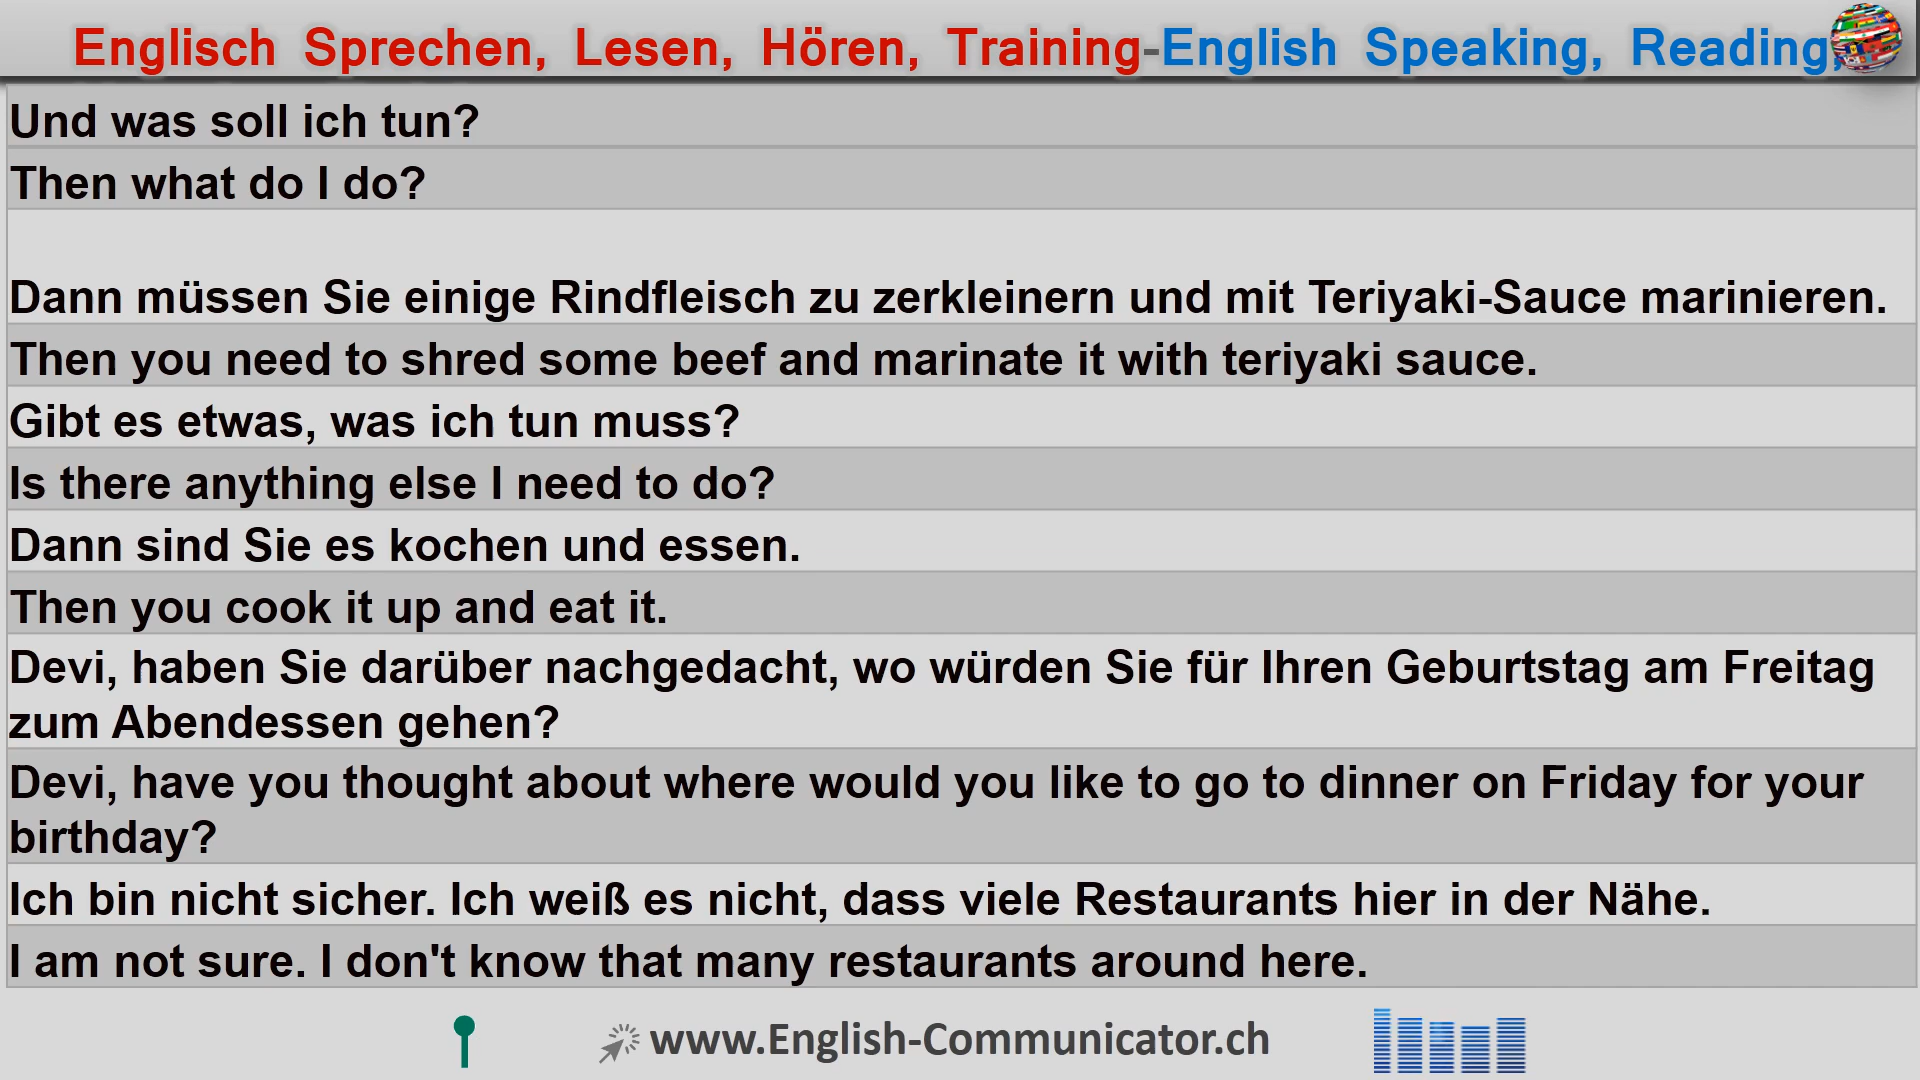 Englisch Sprechen, Lesen, Hören, Training-English Speaking, Reading,
Und was soll ich tun?
Then what do I do?
Dann müssen Sie einige Rindfleisch zu zerkleinern und mit Teriyaki-Sauce marinieren.
Then you need to shred some beef and marinate it with teriyaki sauce.
Gibt es etwas, was ich tun muss?
Is there anything else I need to do?
Dann sind Sie es kochen und essen.
Then you cook it up and eat it.
Devi, haben Sie darüber nachgedacht, wo würden Sie für Ihren Geburtstag am Freitag
zum Abendessen gehen?
Devi, have you thought about where would you like to go to dinner on Friday for your
birthday?
Ich bin nicht sicher. Ich weiß es nicht, dass viele Restaurants hier in der Nähe.
I am not sure. I don't know that many restaurants around here.
www.English-Communicator.ch